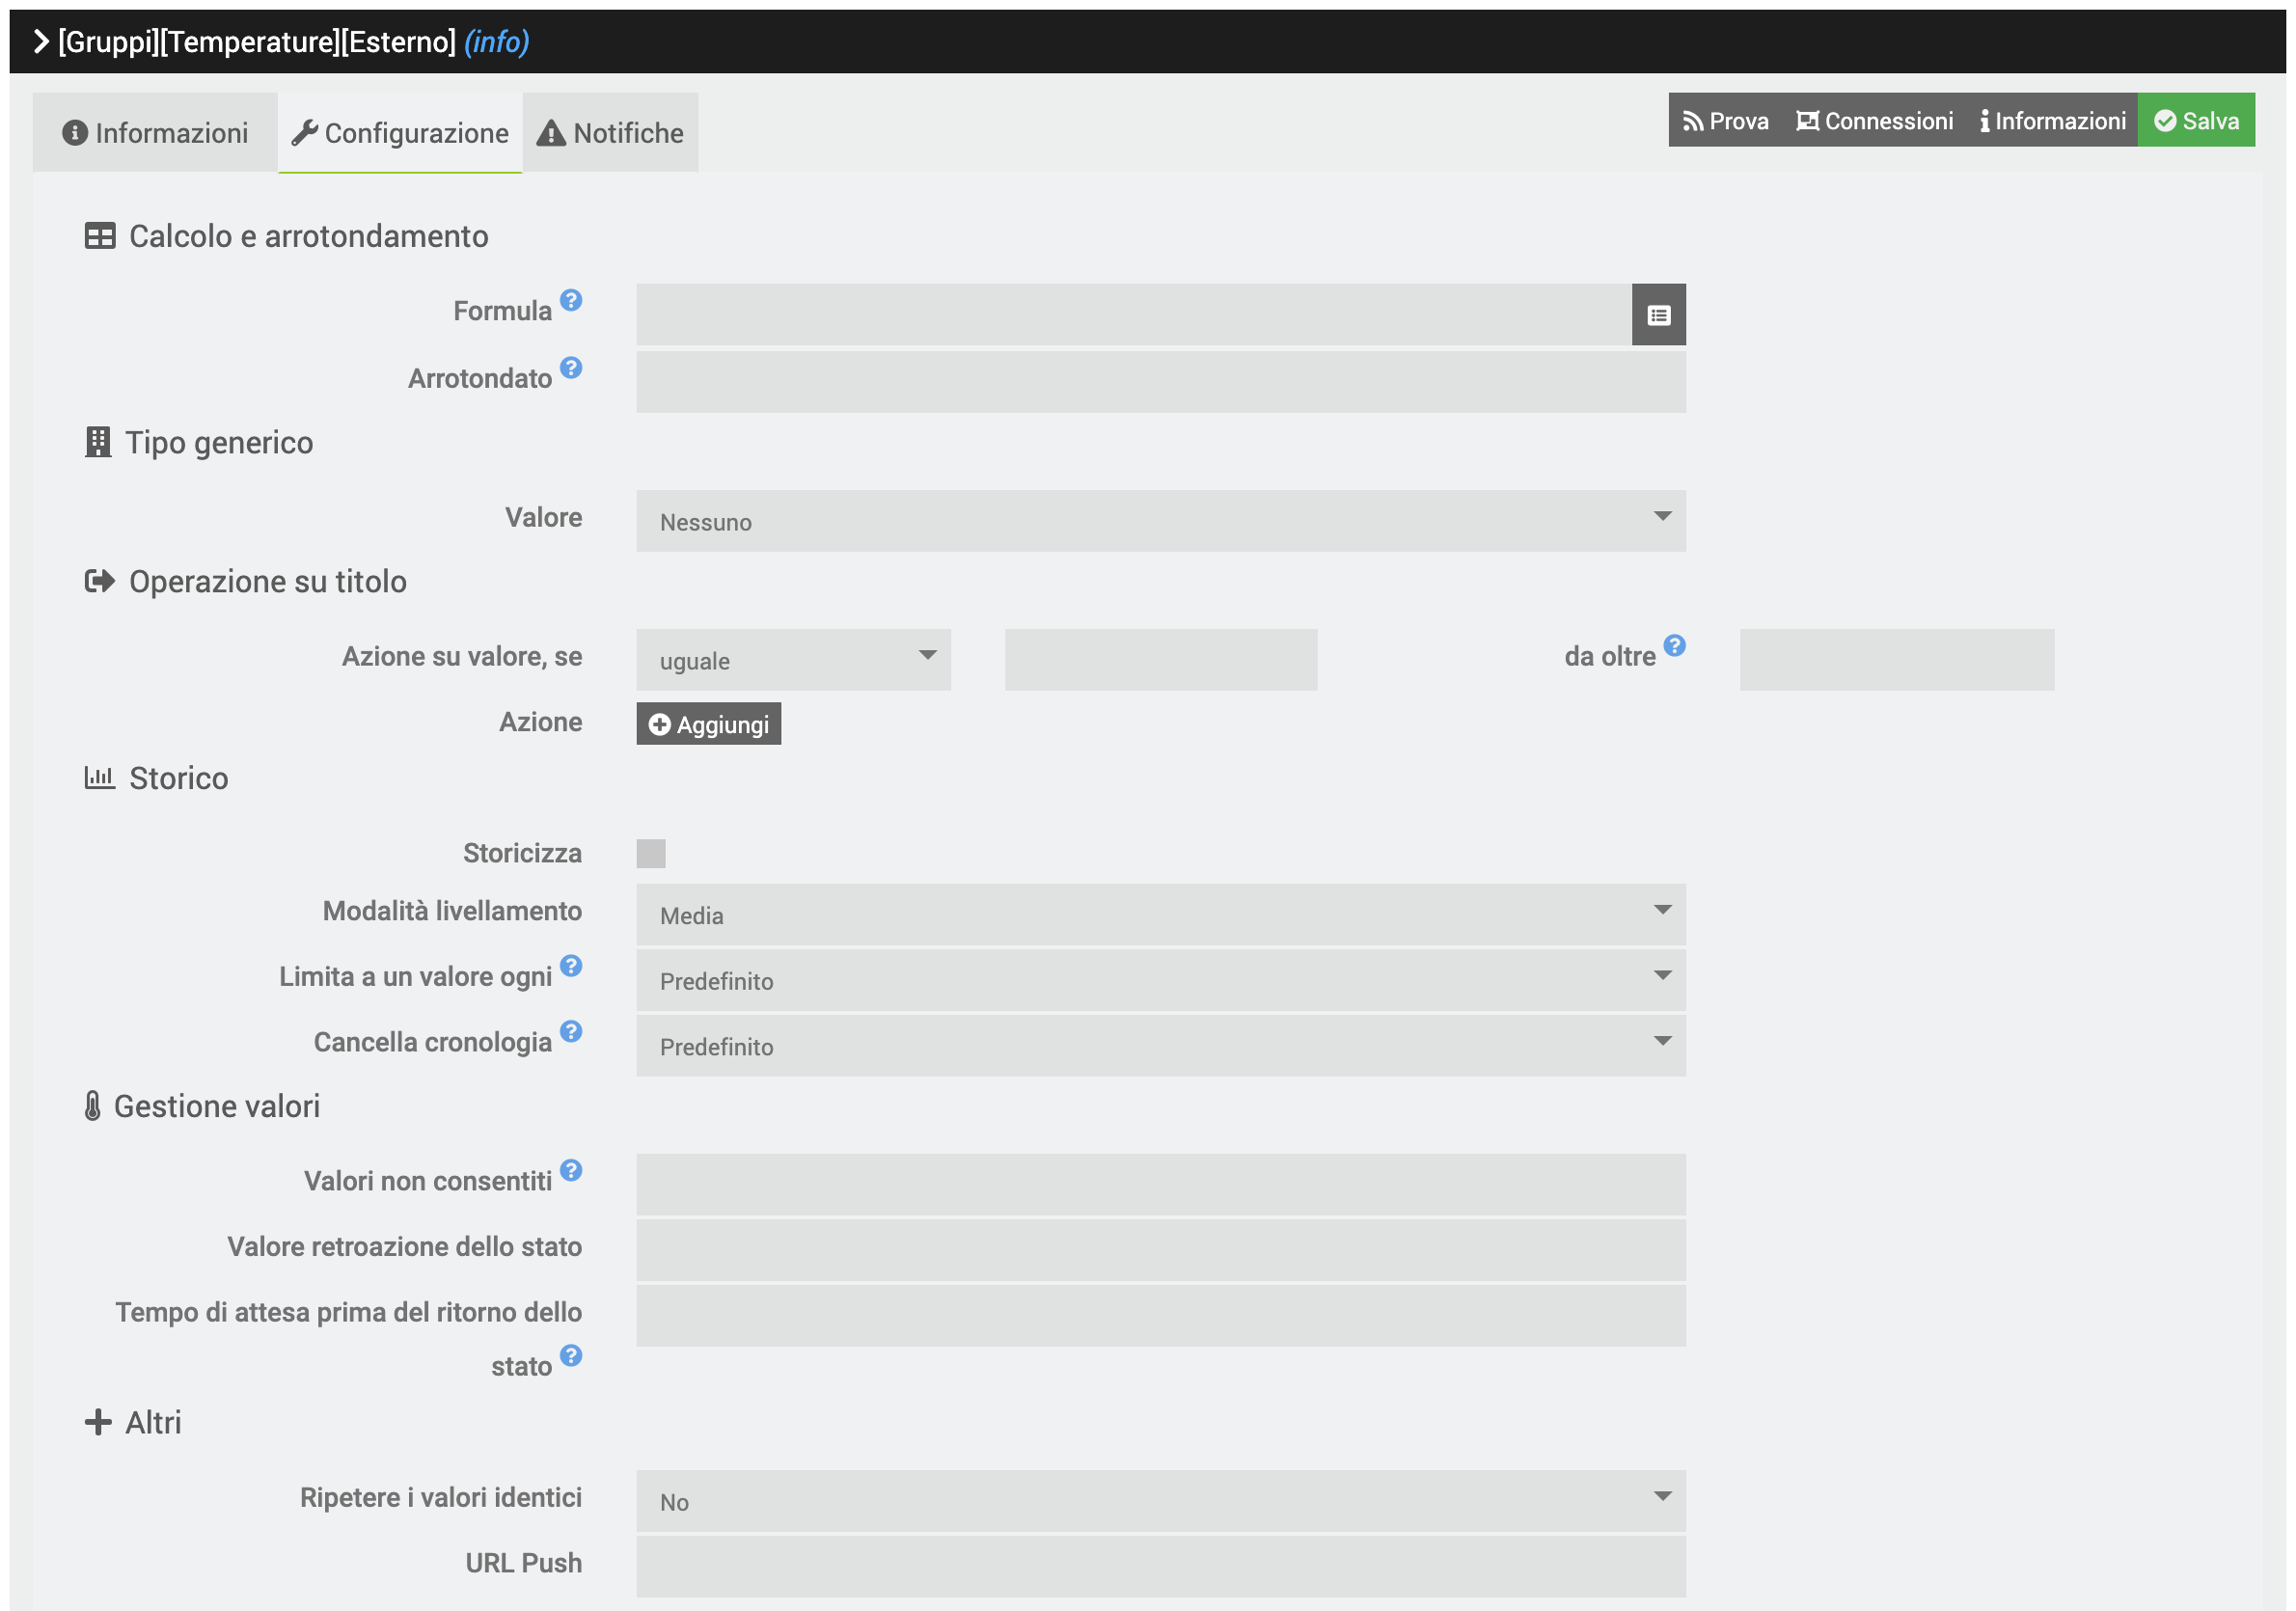 [Gruppi][Temperature][Esterno] (info)
Informazioni Configurazione Notifiche
Prova Connessioni Informazioni Salva
Calcolo e arrotondamento
Formula
Arrotondato
Tipo generico
Valore Nessuno
Operazione su titolo
Azione su valore, se uguale da oltre
Azione Aggiungi
Storico
Storicizza
Modalità livellamento Media
Limita a un valore ogni Predefinito
Cancella cronologia Predefinito
Gestione valori
Valori non consentiti
Valore retroazione dello stato
Tempo di attesa prima del ritorno dello
stato
Altri
Ripetere i valori identici No
URL Push